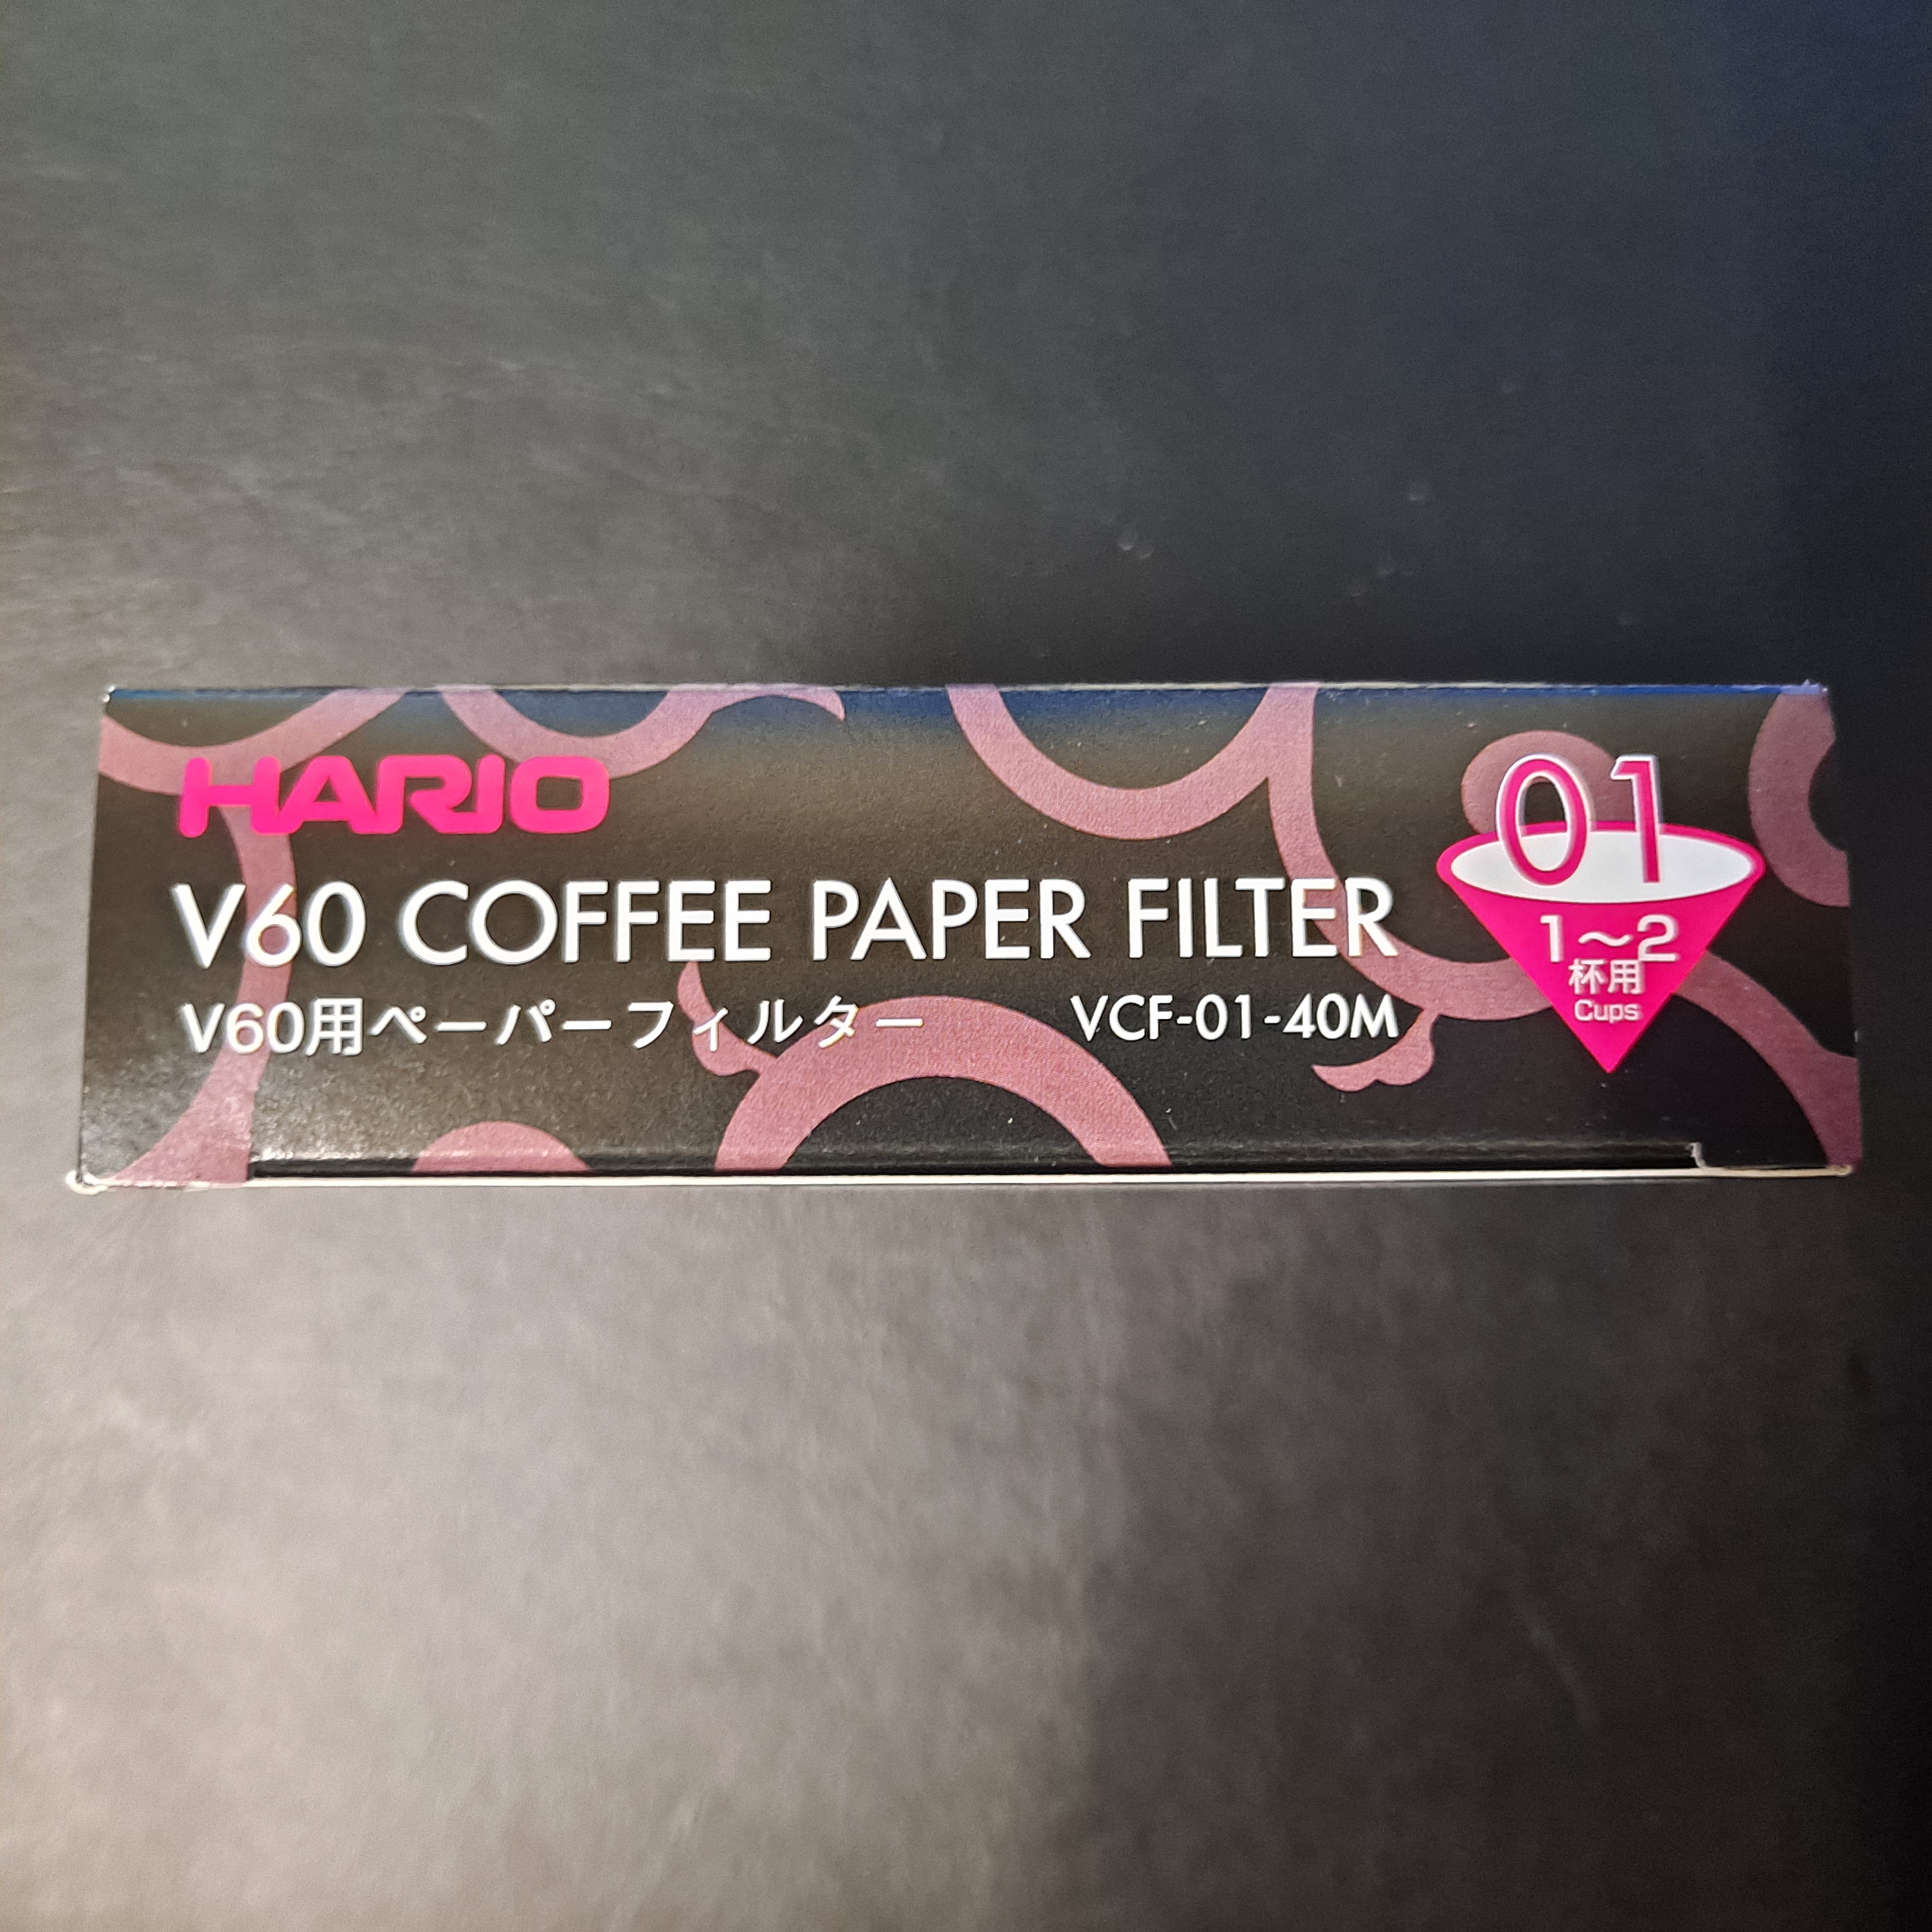 HARIO
V60 COFFEE PAPER FILTER
V60用ペーパーフィルター VCF-01-40M
01
1〜2
杯用
Cups